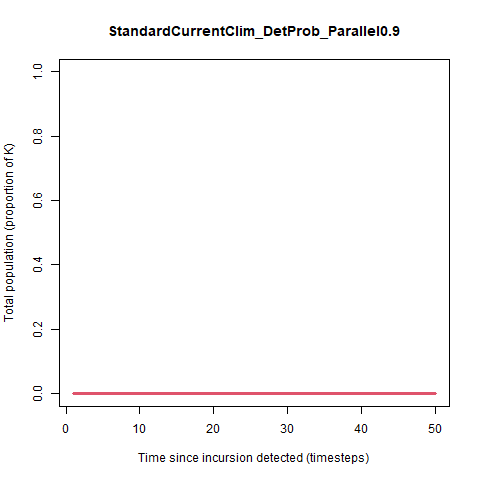 StandardCurrentClim_DetProb_Parallel0.9
Total population (proportion of K)
1.0
0.8
0.6
0.4
0.2
0.0
0 10 20 30 40 50
Time since incursion detected (timesteps)